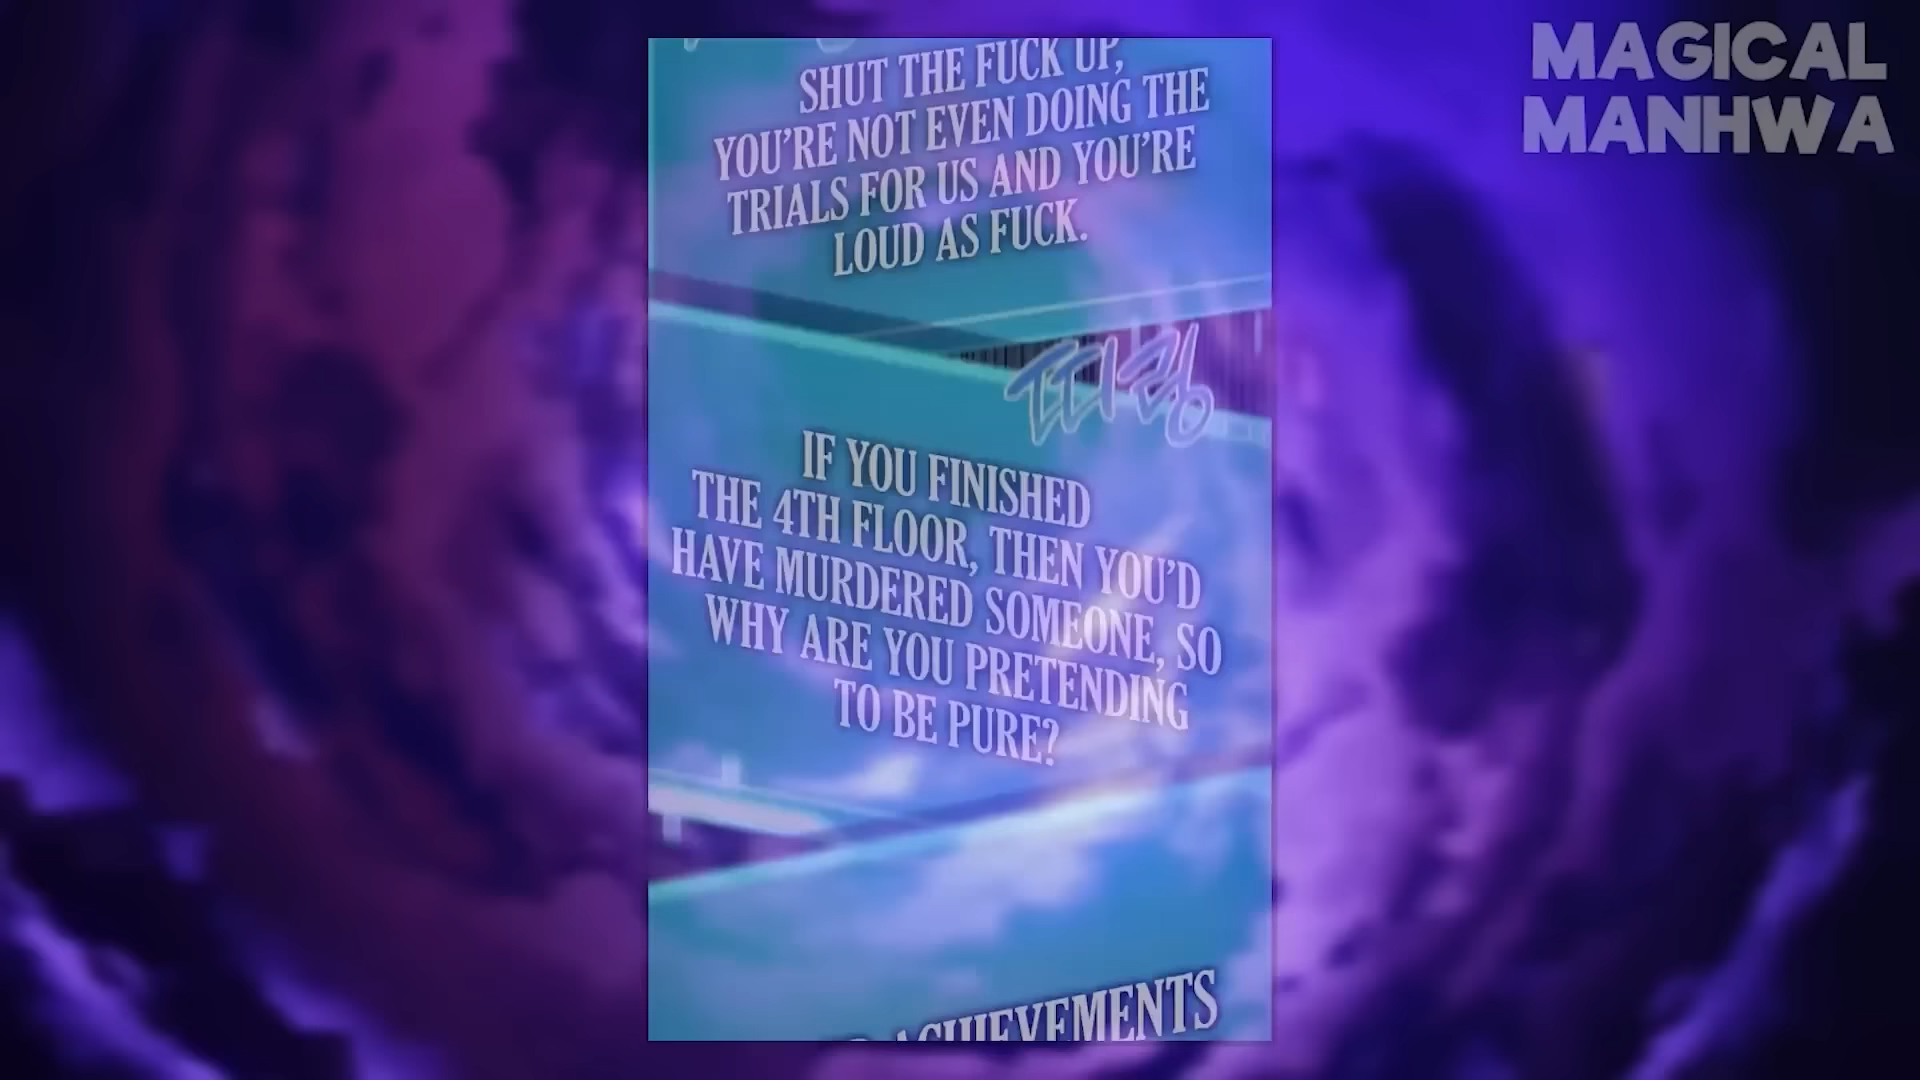 MAGICAL
MANHWA
SHUT THE FUCK UP,
YOU'RE NOT EVEN DOING THE
TRIALS FOR US AND YOU'RE
LOUD AS FUCK.
띠링
IF YOU FINISHED
THE 4TH FLOOR, THEN YOU'D
HAVE MURDERED SOMEONE, SO
WHY ARE YOU PRETENDING
TO BE PURE?
ACHIEVEMENTS